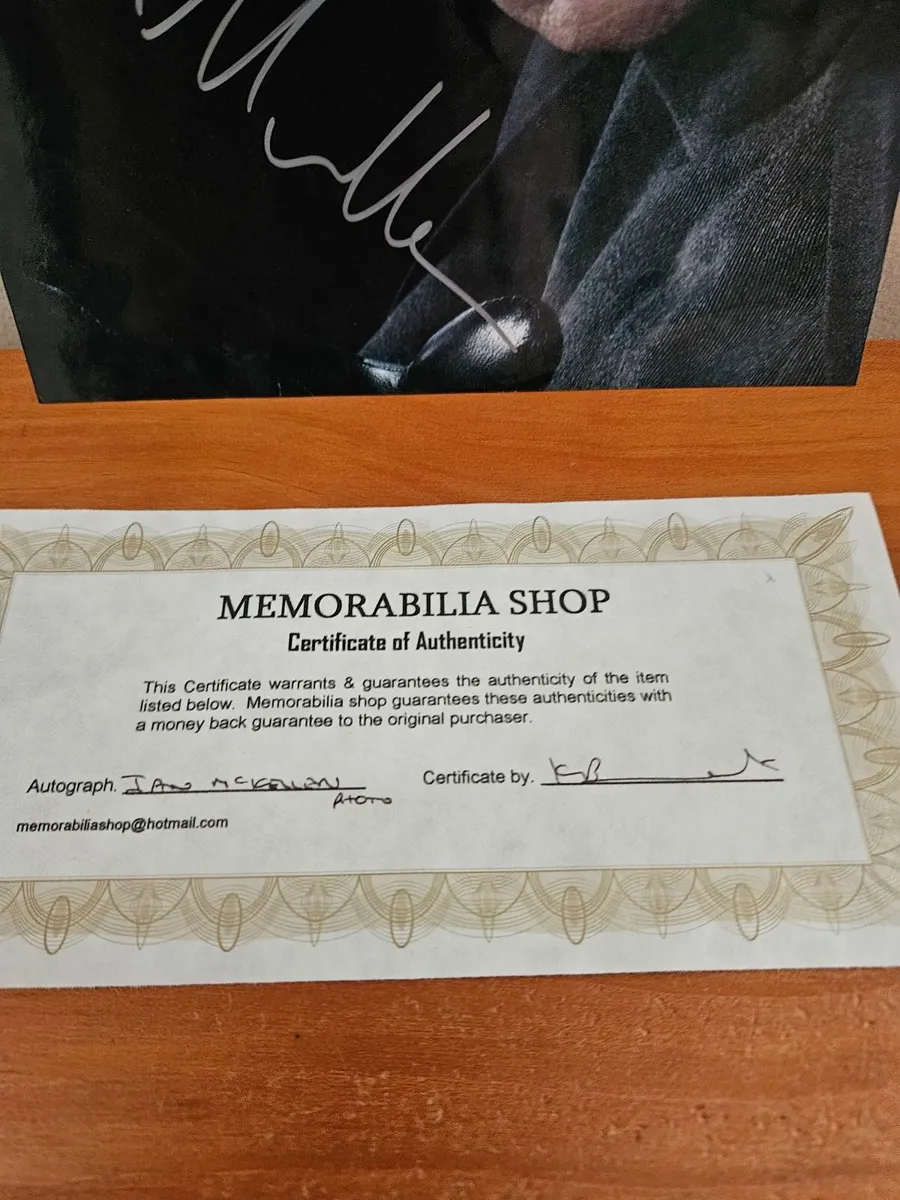 MEMORABILIA SHOP
Certificate of Authenticity
This Certificate warrants & guarantees the authenticity of the item
listed below. Memorabilia shop guarantees these authenticities with
a money back guarantee to the original purchaser.
Autograph. IAN MCKELLAN Certificate by.
PHOTO
memorabiliashop@hotmail.com